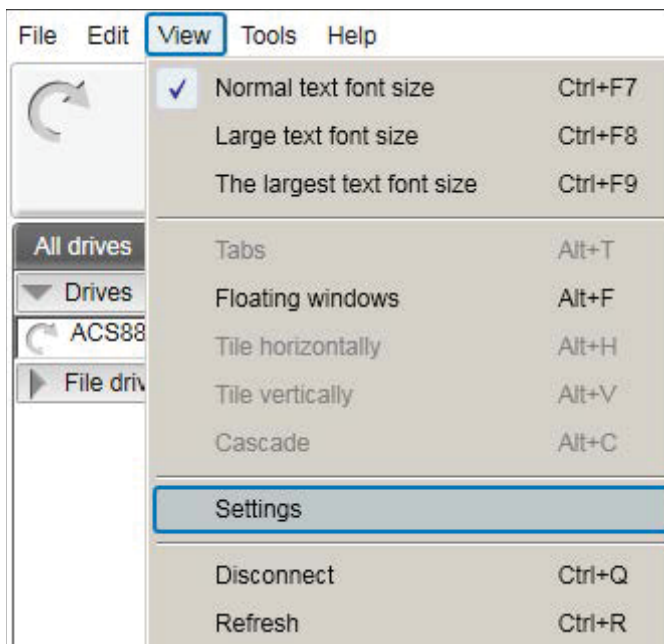 File Edit View Tools Help
Normal text font size Ctrl+F7
Large text font size Ctrl+F8
The largest text font size Ctrl+F9
All drives
Tabs Alt+T
Drives
Floating windows Alt+F
ACS88
Tile horizontally Alt+H
File driv
Tile vertically Alt+V
Cascade Alt+C
Settings
Disconnect Ctrl+Q
Refresh Ctrl+R